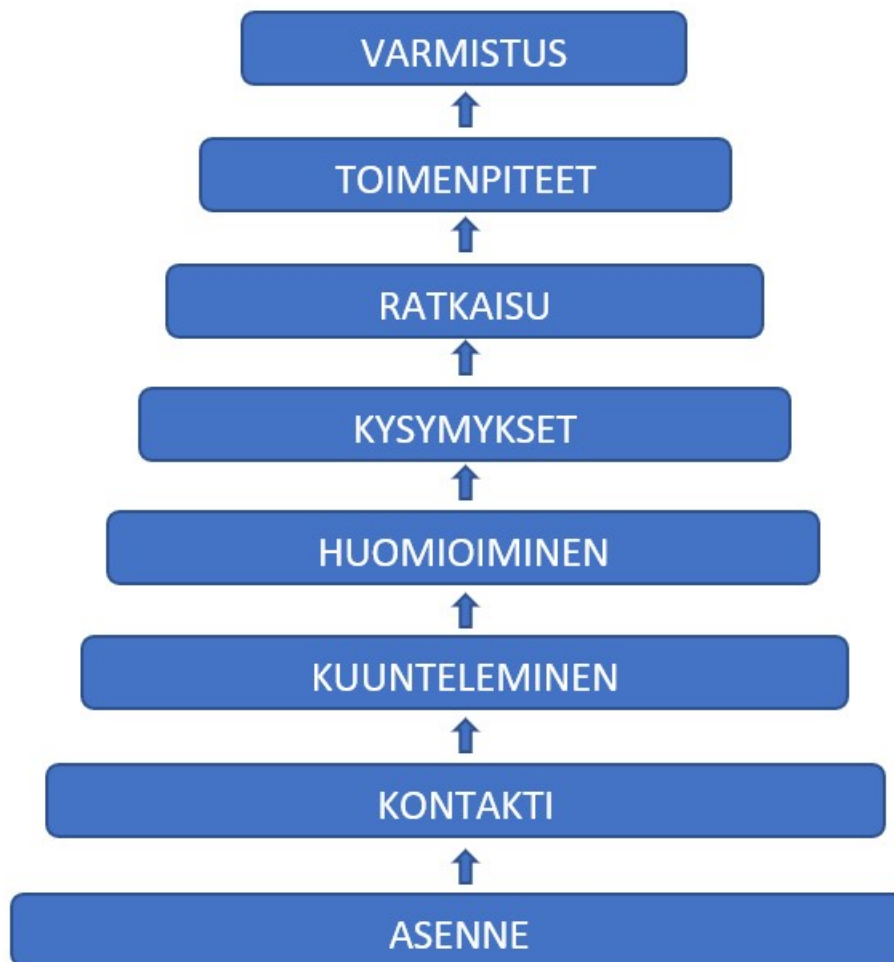 VARMISTUS
TOIMENPITEET
RATKAISU
KYSYMYKSET
HUOMIOIMINEN
KUUNTELEMINEN
KONTAKTI
ASENNE